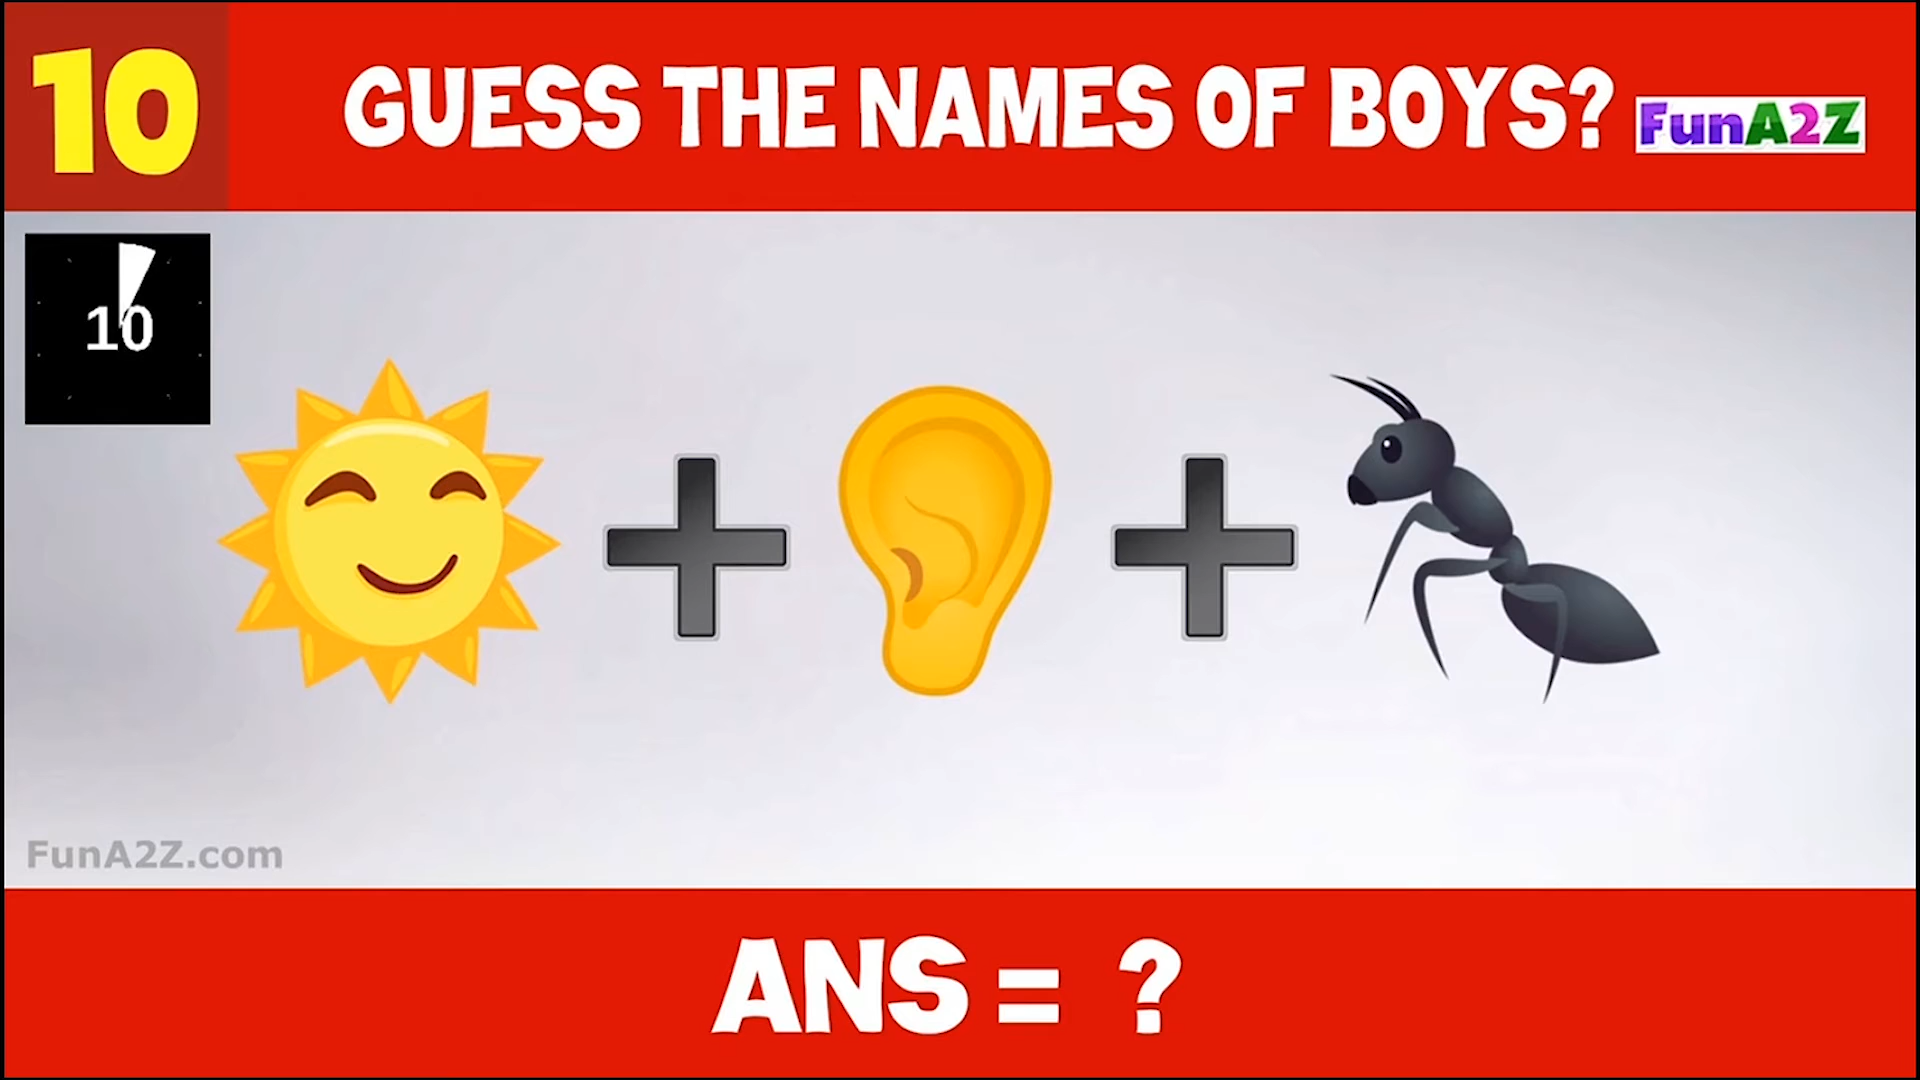 10
GUESS THE NAMES OF BOYS?
FunA2Z
10
FunA2Z.com
ANS = ?